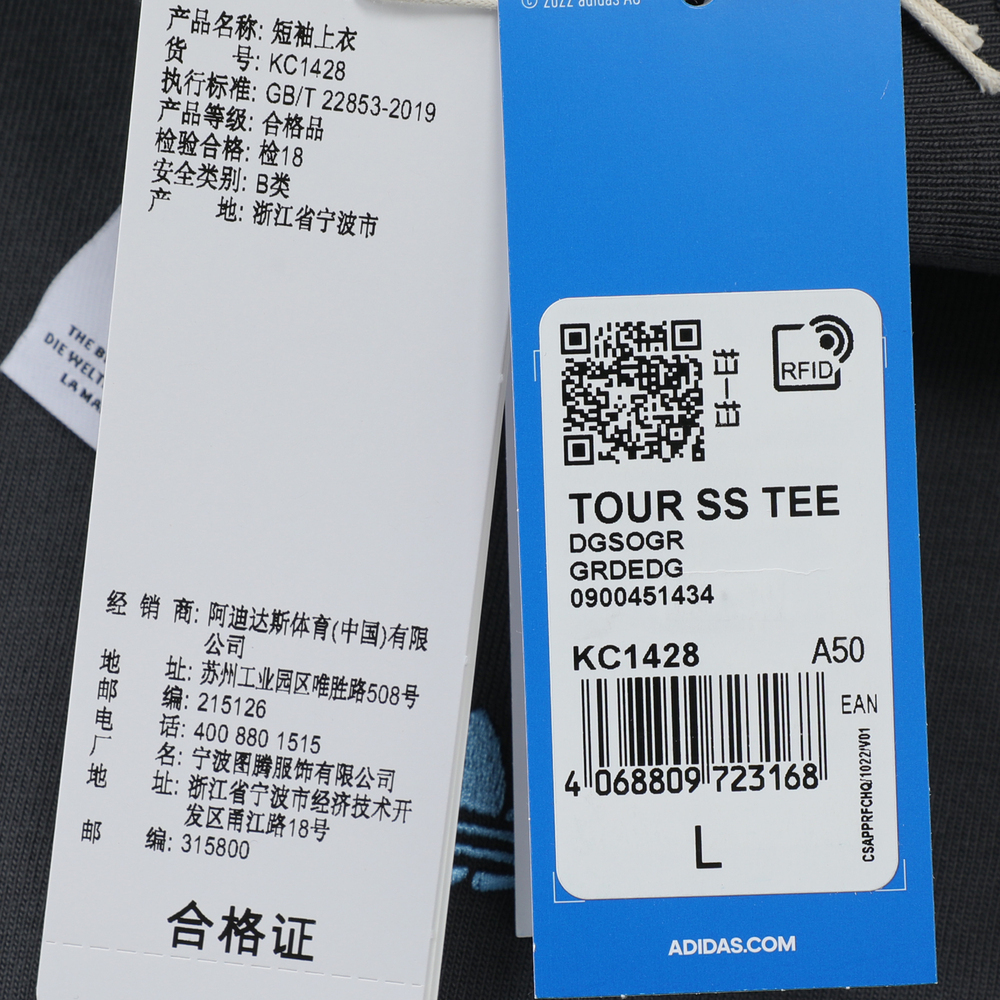 产品名称: 短袖上衣
货 号: KC1428
执行标准: GB/T 22853-2019
产品等级: 合格品
检验合格: 检18
安全类别: B类
产 地: 浙江省宁波市
THE B
DIE WELT
LA MA
经 销 商: 阿迪达斯体育(中国)有限
公司
地 址: 苏州工业园区唯胜路508号
邮 编: 215126
电 话: 400 880 1515
厂 名: 宁波图腾服饰有限公司
地 址: 浙江省宁波市经济技术开
发区甬江路18号
邮 编: 315800
合格证
© 2022 adidas AG
扫一扫
RFID
TOUR SS TEE
DGSOGR
GRDEDG
0900451434
KC1428 A50
EAN
4 068809 723168
CSAPPRFCHQ/1022/V01
L
ADIDAS.COM